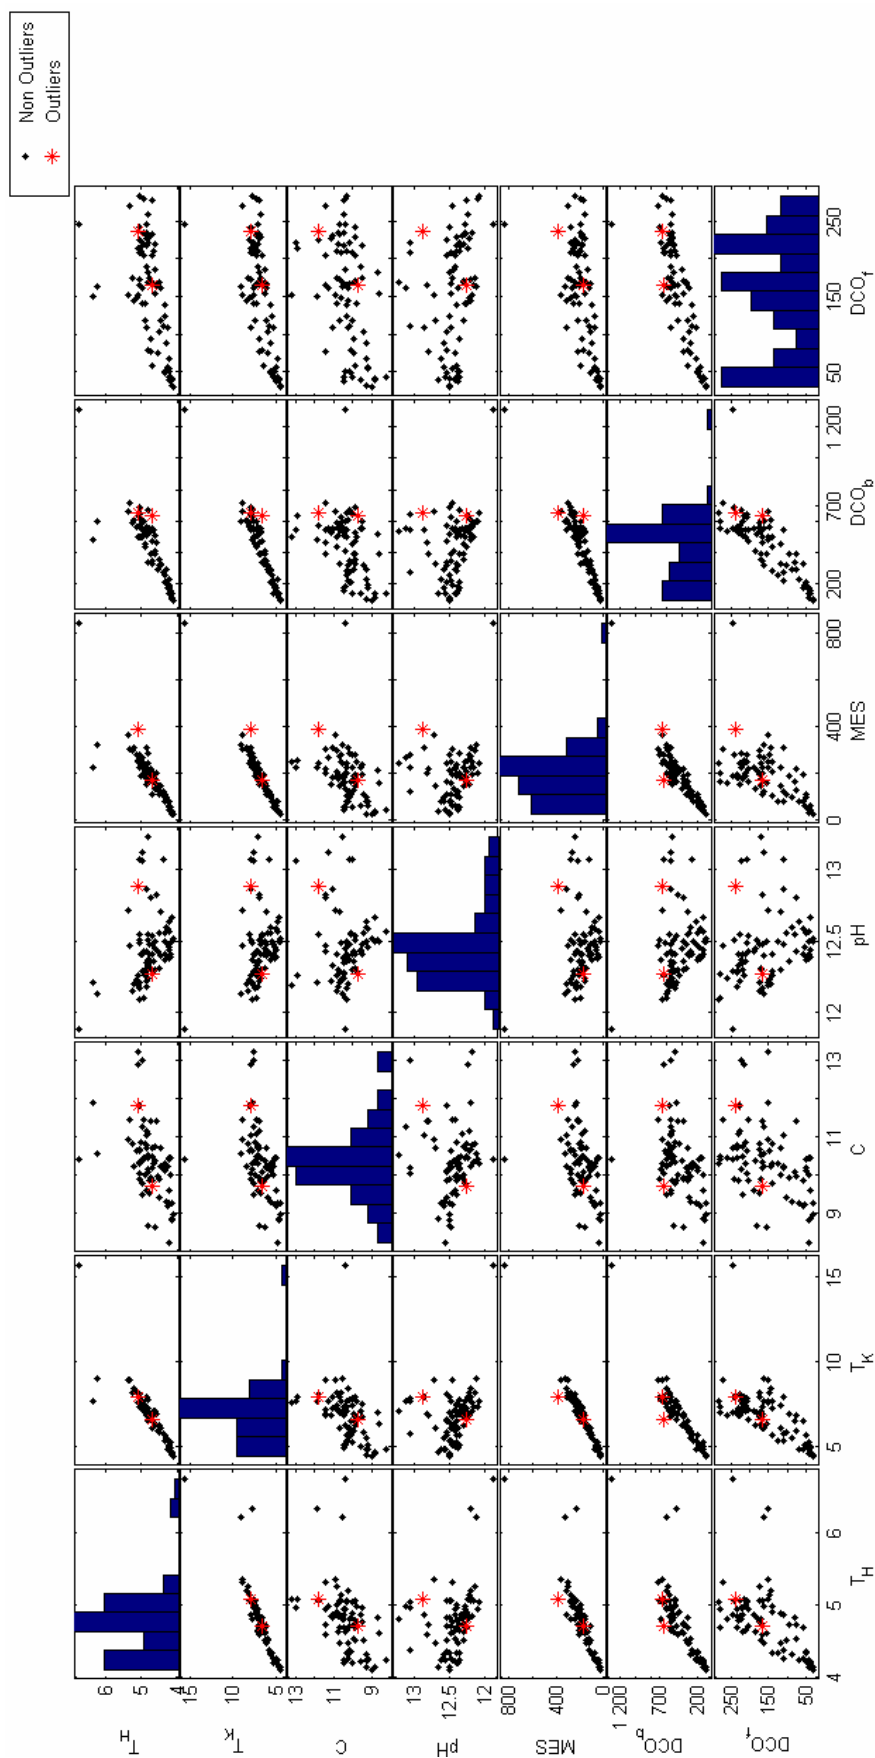 Non Outliers
Outliers
T_H
6
5
4
T_K
15
10
5
C
13
11
9
pH
13
12.5
12
MES
800
400
0
DCO_b
1 200
700
200
DCO_f
250
150
50
4 5 6 5 10 15 9 11 13 12 12.5 13 0 400 800 200 700 1 200 50 150 250
T_H T_K C pH MES DCO_b DCO_f